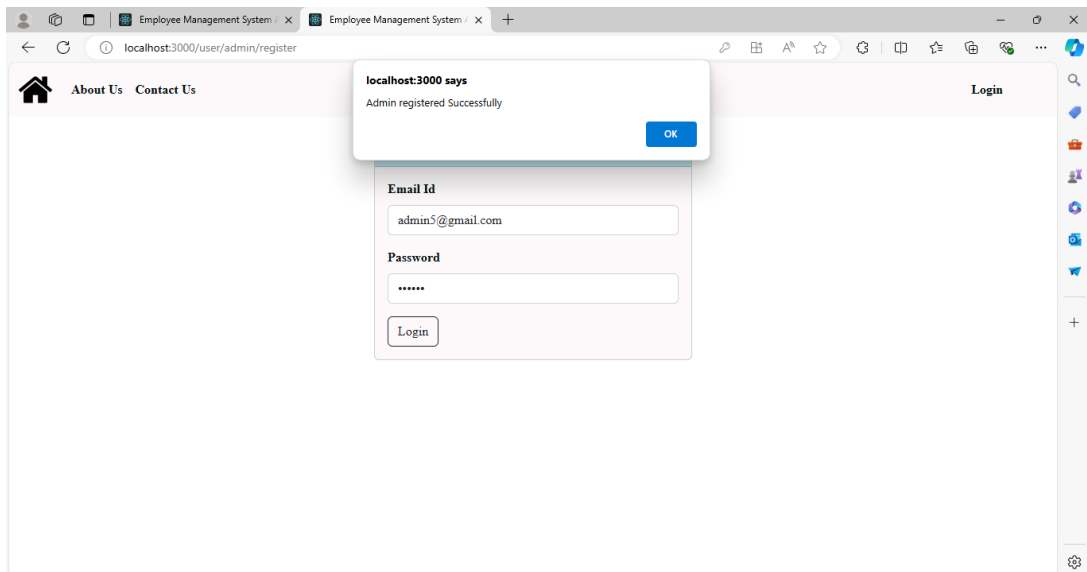 Employee Management System /
Employee Management System /
localhost:3000/user/admin/register
About Us Contact Us
Login
localhost:3000 says
Admin registered Successfully
OK
Email Id
admin5@gmail.com
Password
••••••
Login